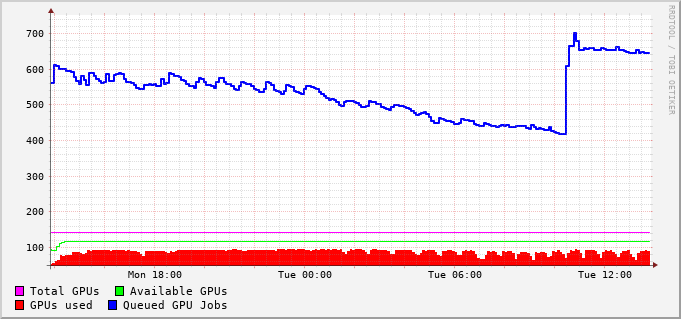 700
600
500
400
300
200
100
Mon 18:00 Tue 00:00 Tue 06:00 Tue 12:00
Total GPUs Available GPUs
GPUs used Queued GPU Jobs
RRDTOOL / TOBI OETIKER